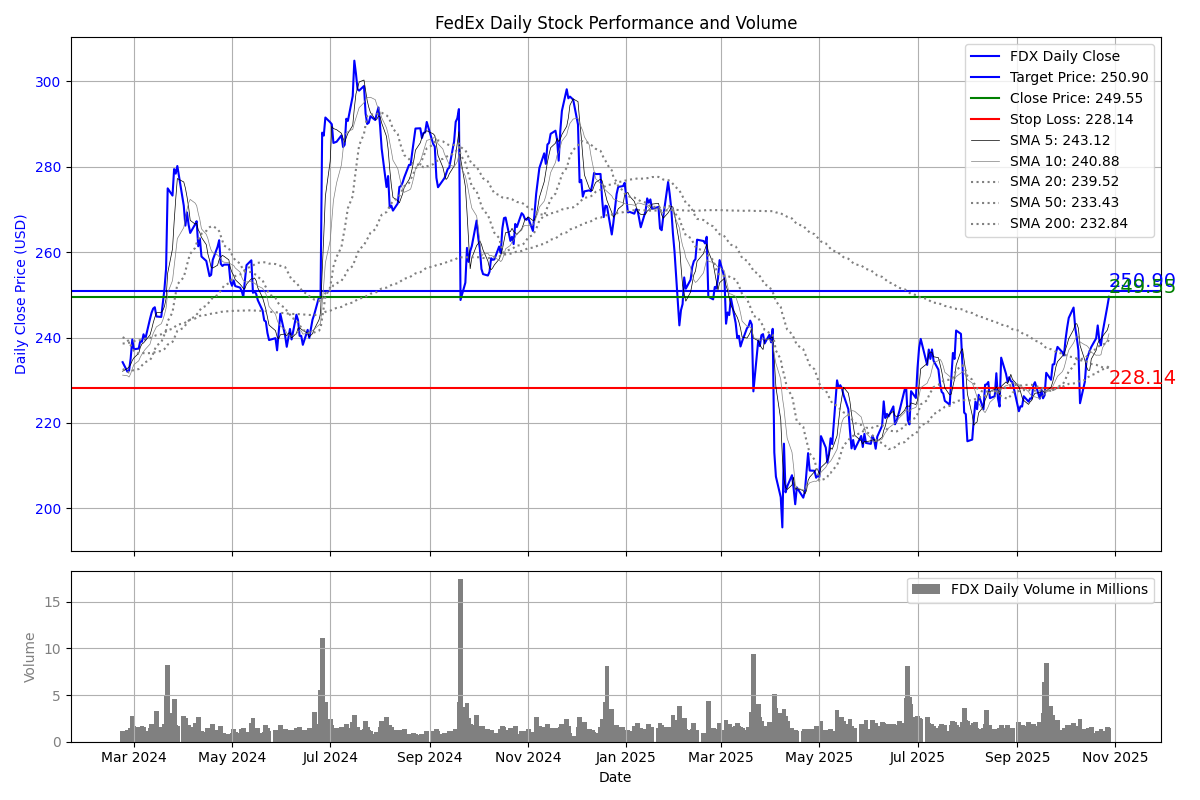 FedEx Daily Stock Performance and Volume
Daily Close Price (USD)
300
280
260
240
220
200
FDX Daily Close
Target Price: 250.90
Close Price: 249.55
Stop Loss: 228.14
SMA 5: 243.12
SMA 10: 240.88
SMA 20: 239.52
SMA 50: 233.43
SMA 200: 232.84
250.90
249.55
228.14
Volume
15
10
5
0
FDX Daily Volume in Millions
Mar 2024 May 2024 Jul 2024 Sep 2024 Nov 2024 Jan 2025 Mar 2025 May 2025 Jul 2025 Sep 2025 Nov 2025
Date